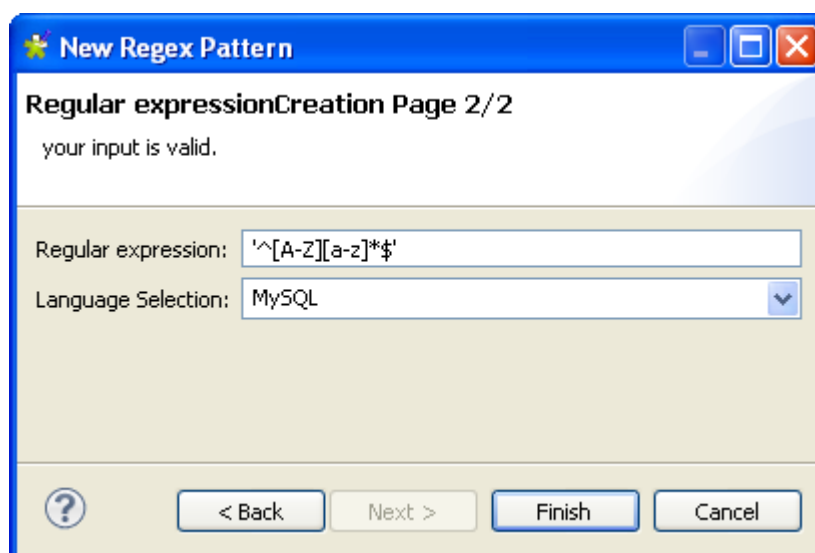 New Regex Pattern
Regular expressionCreation Page 2/2
your input is valid.
Regular expression: '^[A-Z][a-z]*$'
Language Selection: MySQL
? < Back Next > Finish Cancel